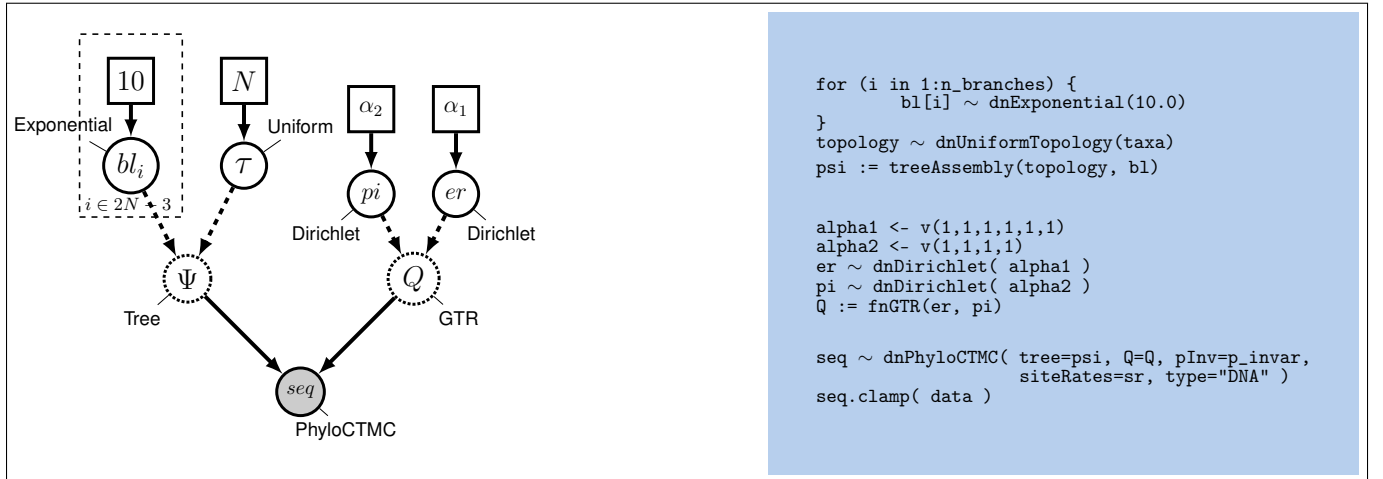 10
N
α₂
α₁
Exponential
Uniform
bl_i
τ
pi
er
i ∈ 2N − 3
Dirichlet
Dirichlet
Ψ
Q
Tree
GTR
seq
PhyloCTMC
for (i in 1:n_branches) {
bl[i] ∼ dnExponential(10.0)
}
topology ∼ dnUniformTopology(taxa)
psi := treeAssembly(topology, bl)
alpha1 <- v(1,1,1,1,1,1)
alpha2 <- v(1,1,1,1)
er ∼ dnDirichlet( alpha1 )
pi ∼ dnDirichlet( alpha2 )
Q := fnGTR(er, pi)
seq ∼ dnPhyloCTMC( tree=psi, Q=Q, pInv=p_invar,
siteRates=sr, type="DNA" )
seq.clamp( data )